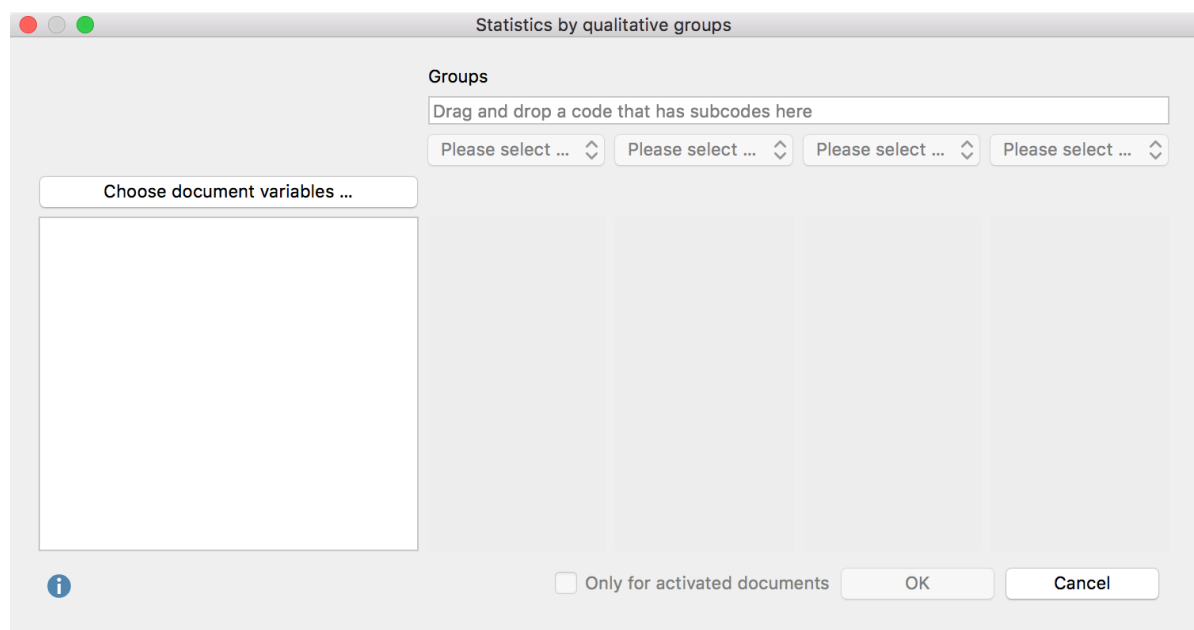 Statistics by qualitative groups
Groups
Drag and drop a code that has subcodes here
Please select ... Please select ... Please select ... Please select ...
Choose document variables ...
Only for activated documents OK Cancel